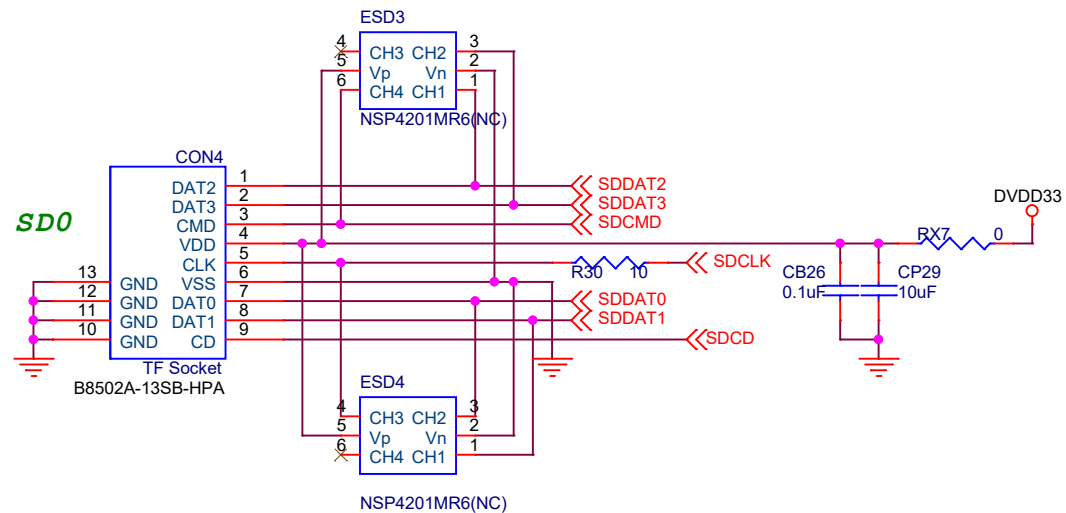 ESD3
4 CH3 CH2 3
5 Vp Vn 2
6 CH4 CH1 1
NSP4201MR6(NC)
CON4
SD0
DAT2 1 SDDAT2
DAT3 2 SDDAT3
CMD 3 SDCMD
VDD 4
CLK 5
VSS 6
DAT0 7 SDDAT0
DAT1 8 SDDAT1
CD 9 SDCD
13 GND
12 GND
11 GND
10 GND
TF Socket
B8502A-13SB-HPA
R30 10 SDCLK
DVDD33
RX7 0
CB26
0.1uF
CP29
10uF
ESD4
4 CH3 CH2 3
5 Vp Vn 2
6 CH4 CH1 1
NSP4201MR6(NC)